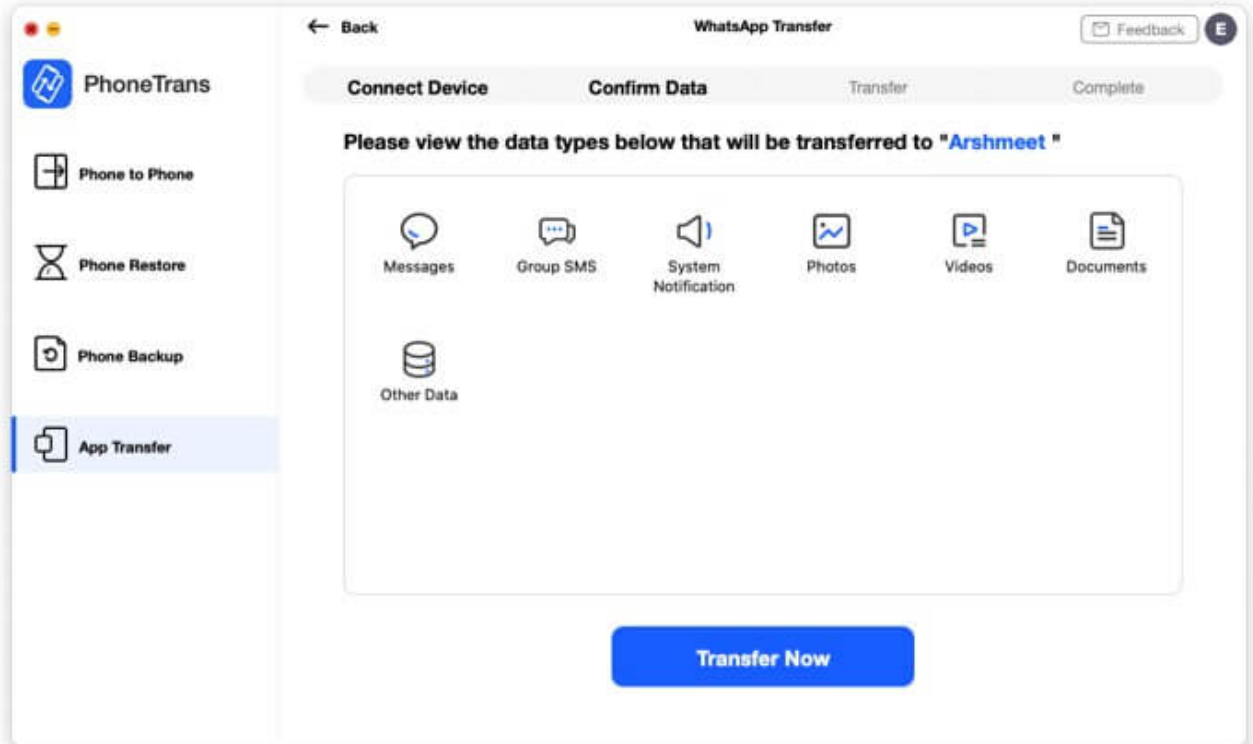 ← Back
WhatsApp Transfer
Feedback
E
PhoneTrans
Connect Device
Confirm Data
Transfer
Complete
Please view the data types below that will be transferred to "Arshmeet "
Phone to Phone
Phone Restore
Phone Backup
App Transfer
Messages
Group SMS
System
Notification
Photos
Videos
Documents
Other Data
Transfer Now